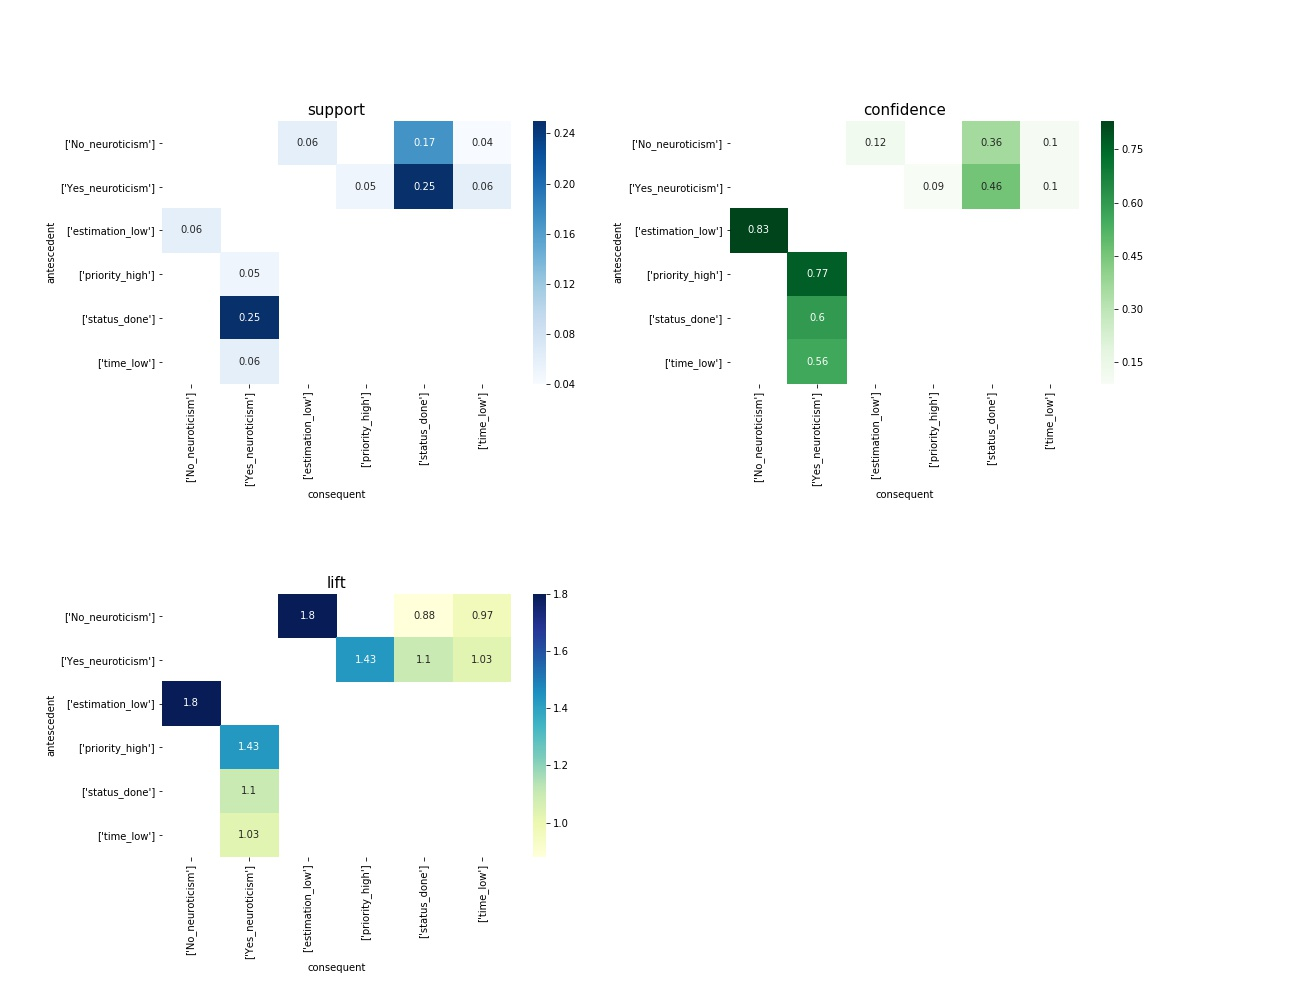 support
['No_neuroticism']
['Yes_neuroticism']
['estimation_low']
['priority_high']
['status_done']
['time_low']
antescedent
0.06 0.17 0.04
0.05 0.25 0.06
0.06
0.05
0.25
0.06
0.24
0.20
0.16
0.12
0.08
0.04
['No_neuroticism']
['Yes_neuroticism']
['estimation_low']
['priority_high']
['status_done']
['time_low']
consequent
confidence
['No_neuroticism']
['Yes_neuroticism']
['estimation_low']
['priority_high']
['status_done']
['time_low']
antescedent
0.12 0.36 0.1
0.09 0.46 0.1
0.83
0.77
0.6
0.56
0.75
0.60
0.45
0.30
0.15
['No_neuroticism']
['Yes_neuroticism']
['estimation_low']
['priority_high']
['status_done']
['time_low']
consequent
lift
['No_neuroticism']
['Yes_neuroticism']
['estimation_low']
['priority_high']
['status_done']
['time_low']
antescedent
1.8 0.88 0.97
1.43 1.1 1.03
1.8
1.43
1.1
1.03
1.8
1.6
1.4
1.2
1.0
['No_neuroticism']
['Yes_neuroticism']
['estimation_low']
['priority_high']
['status_done']
['time_low']
consequent